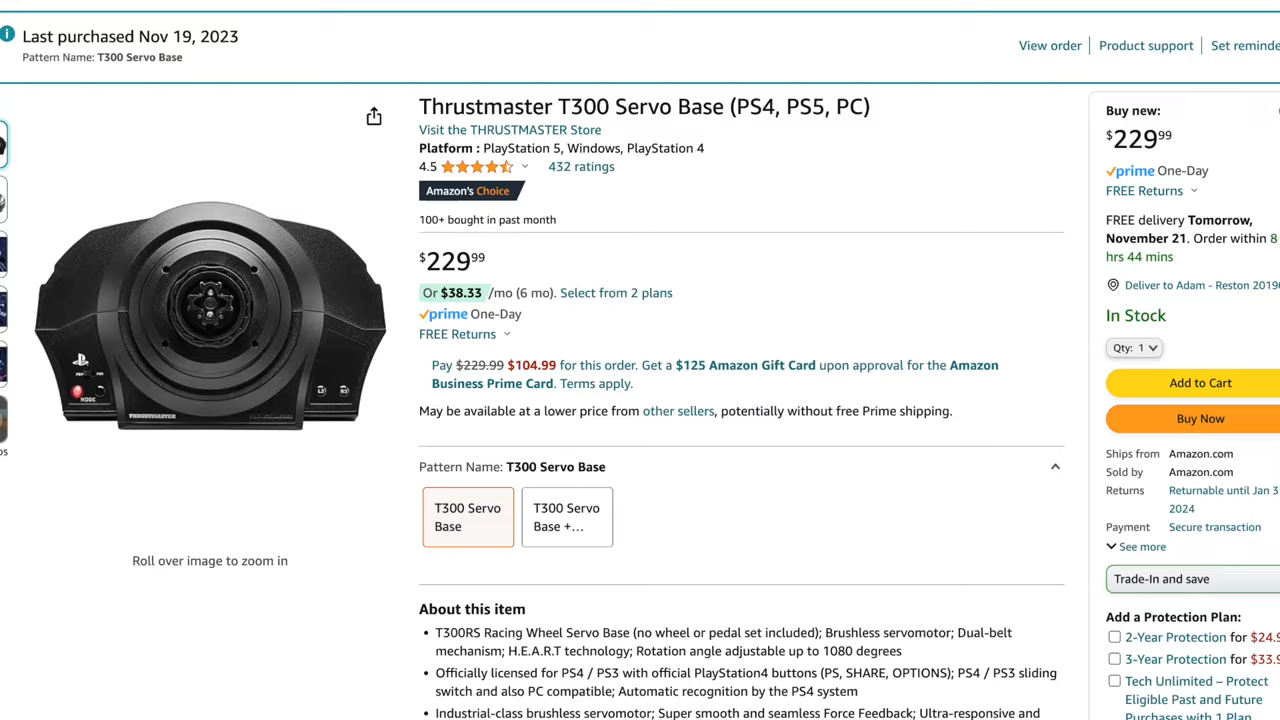 Last purchased Nov 19, 2023
Pattern Name: T300 Servo Base
View order
Product support
Set reminde
Thrustmaster T300 Servo Base (PS4, PS5, PC)
Visit the THRUSTMASTER Store
Platform : PlayStation 5, Windows, PlayStation 4
4.5
432 ratings
Amazon's Choice
100+ bought in past month
$229.99
Or $38.33 /mo (6 mo). Select from 2 plans
prime One-Day
FREE Returns
Pay $229.99 $104.99 for this order. Get a $125 Amazon Gift Card upon approval for the Amazon
Business Prime Card. Terms apply.
May be available at a lower price from other sellers, potentially without free Prime shipping.
Pattern Name: T300 Servo Base
T300 Servo
Base
T300 Servo
Base +...
About this item
• T300RS Racing Wheel Servo Base (no wheel or pedal set included); Brushless servomotor; Dual-belt
mechanism; H.E.A.R.T technology; Rotation angle adjustable up to 1080 degrees
• Officially licensed for PS4 / PS3 with official PlayStation4 buttons (PS, SHARE, OPTIONS); PS4 / PS3 sliding
switch and also PC compatible; Automatic recognition by the PS4 system
• Industrial-class brushless servomotor; Super smooth and seamless Force Feedback; Ultra-responsive and
MODE
THRUSTMASTER
L3
R3
Roll over image to zoom in
os
Buy new:
$229.99
prime One-Day
FREE Returns
FREE delivery Tomorrow,
November 21. Order within 8
hrs 44 mins
Deliver to Adam - Reston 2019
In Stock
Qty: 1
Add to Cart
Buy Now
Ships from Amazon.com
Sold by Amazon.com
Returns Returnable until Jan 3
2024
Payment Secure transaction
See more
Trade-In and save
Add a Protection Plan:
2-Year Protection for $24.9
3-Year Protection for $33.9
Tech Unlimited – Protect
Eligible Past and Future
Purchases with 1 Plan